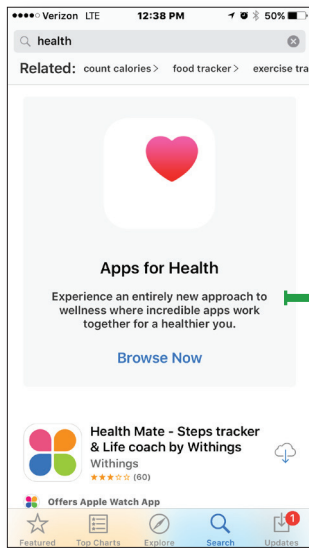 Verizon LTE 12:38 PM 50%
health
Related: count calories > food tracker > exercise tra
Apps for Health
Experience an entirely new approach to
wellness where incredible apps work
together for a healthier you.
Browse Now
Health Mate - Steps tracker
& Life coach by Withings
Withings
★★★☆☆ (60)
Offers Apple Watch App
1
Featured Top Charts Explore Search Updates